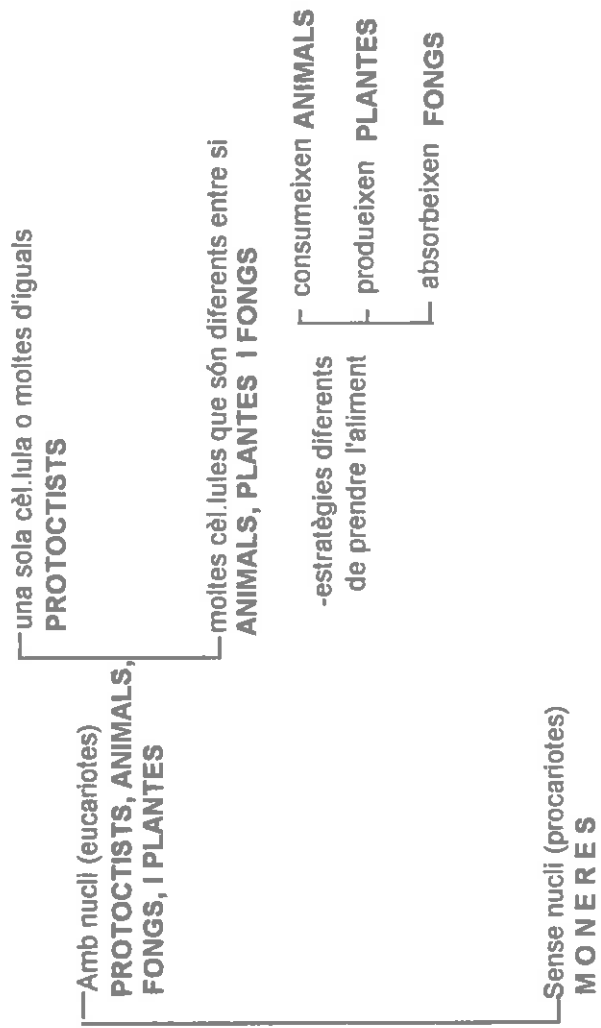 Amb nucli (eucariotes)
PROTOCTISTS, ANIMALS,
FONGS, I PLANTES
una sola cèl.lula o moltes d'iguals
PROTOCTISTS
moltes cèl.lules que són diferents entre si
ANIMALS, PLANTES I FONGS
-estratègies diferents
de prendre l'aliment
consumeixen ANIMALS
produeixen PLANTES
absorbeixen FONGS
Sense nucli (procariotes)
MONERES